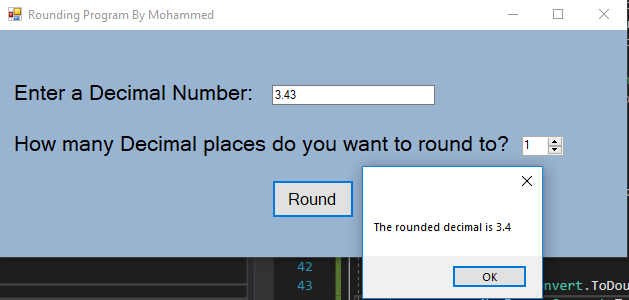 Rounding Program By Mohammed
Enter a Decimal Number: 3.43
How many Decimal places do you want to round to? 1
Round
The rounded decimal is 3.4
OK
42
43 nvert.ToDou